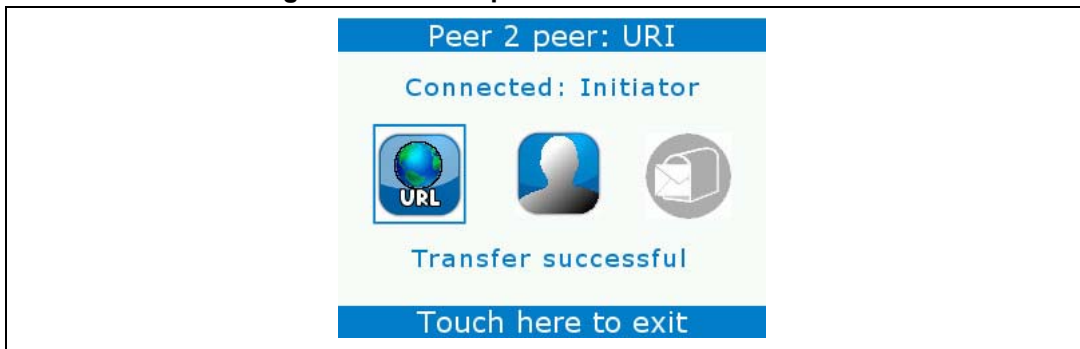 Peer 2 peer: URI
Connected: Initiator
URL
Transfer successful
Touch here to exit